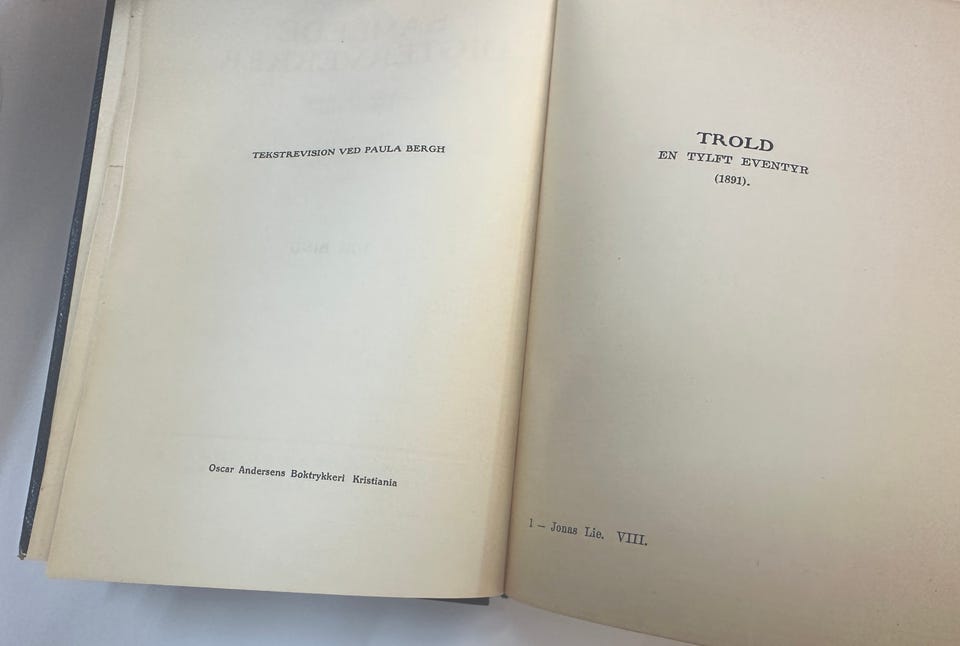 TEKSTREVISION VED PAULA BERGH
Oscar Andersens Boktrykkeri Kristiania
TROLD
EN TYLFT EVENTYR
(1891).
1 — Jonas Lie. VIII.